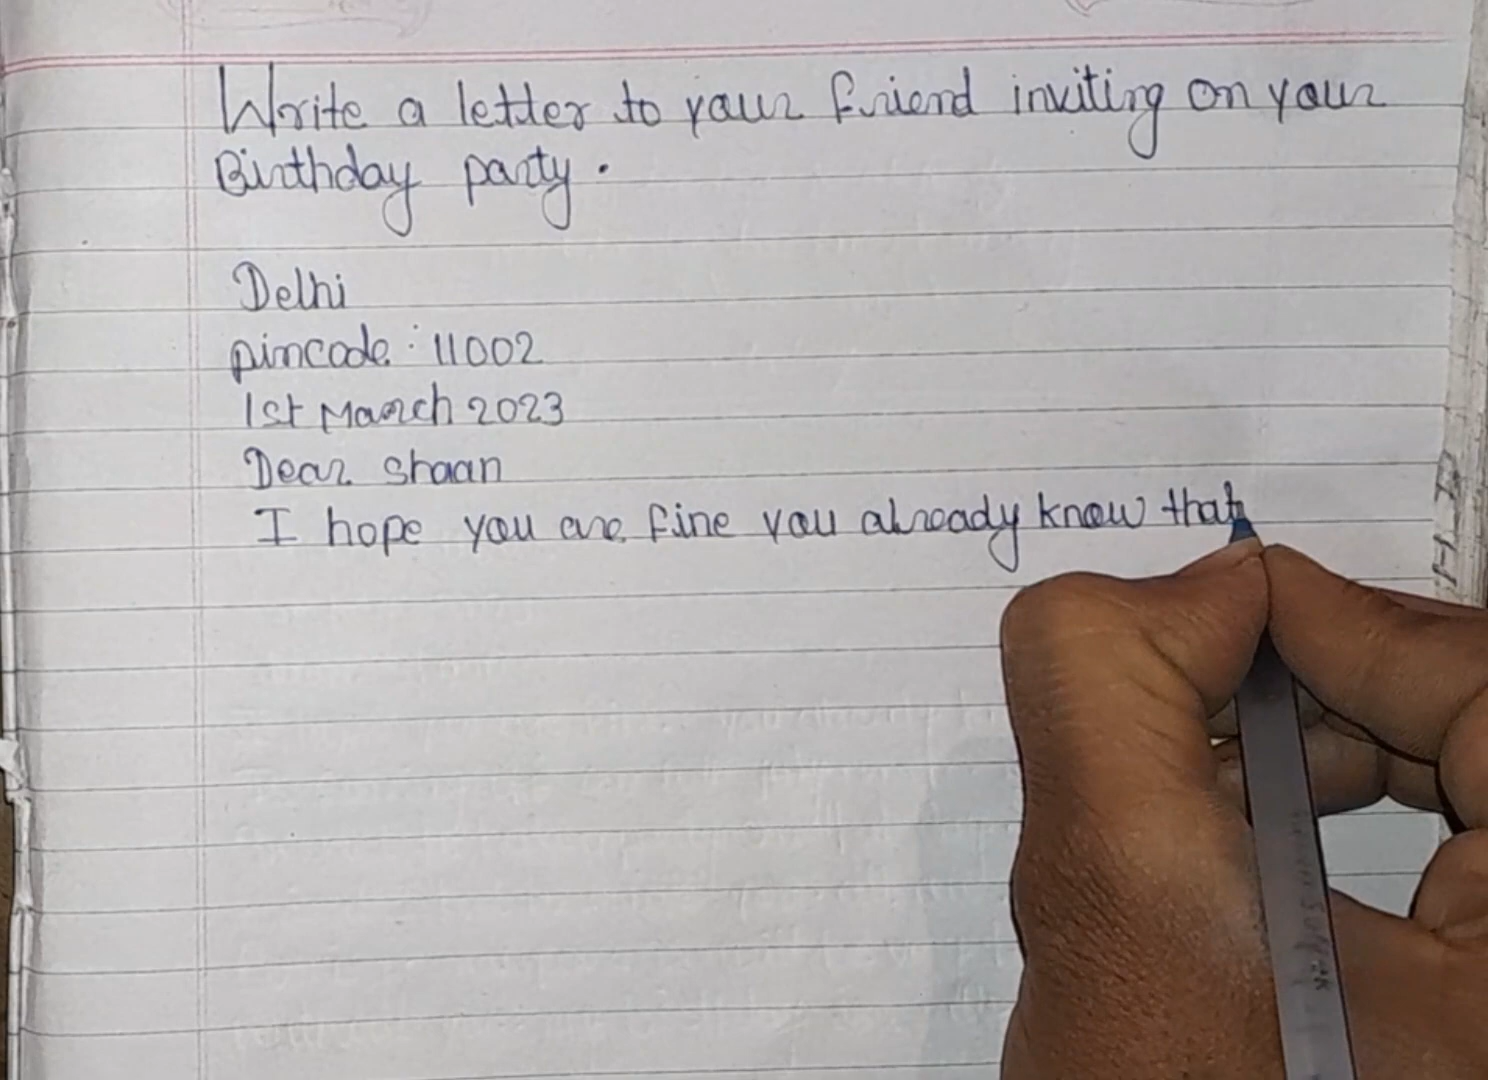 Write a letter to your friend inviting on your
Birthday party.
Delhi
pincode: 11002
1st March 2023
Dear shaan
I hope you are fine you already know that